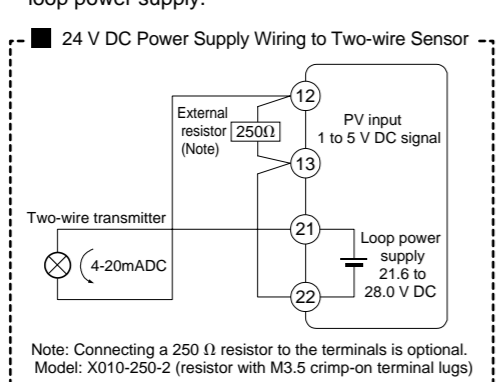 loop power supply.
24 V DC Power Supply Wiring to Two-wire Sensor
12
External
resistor
(Note)
250Ω
PV input
1 to 5 V DC signal
13
Two-wire transmitter
21
4-20mADC
Loop power
supply
21.6 to
28.0 V DC
22
Note: Connecting a 250 Ω resistor to the terminals is optional.
Model: X010-250-2 (resistor with M3.5 crimp-on terminal lugs)